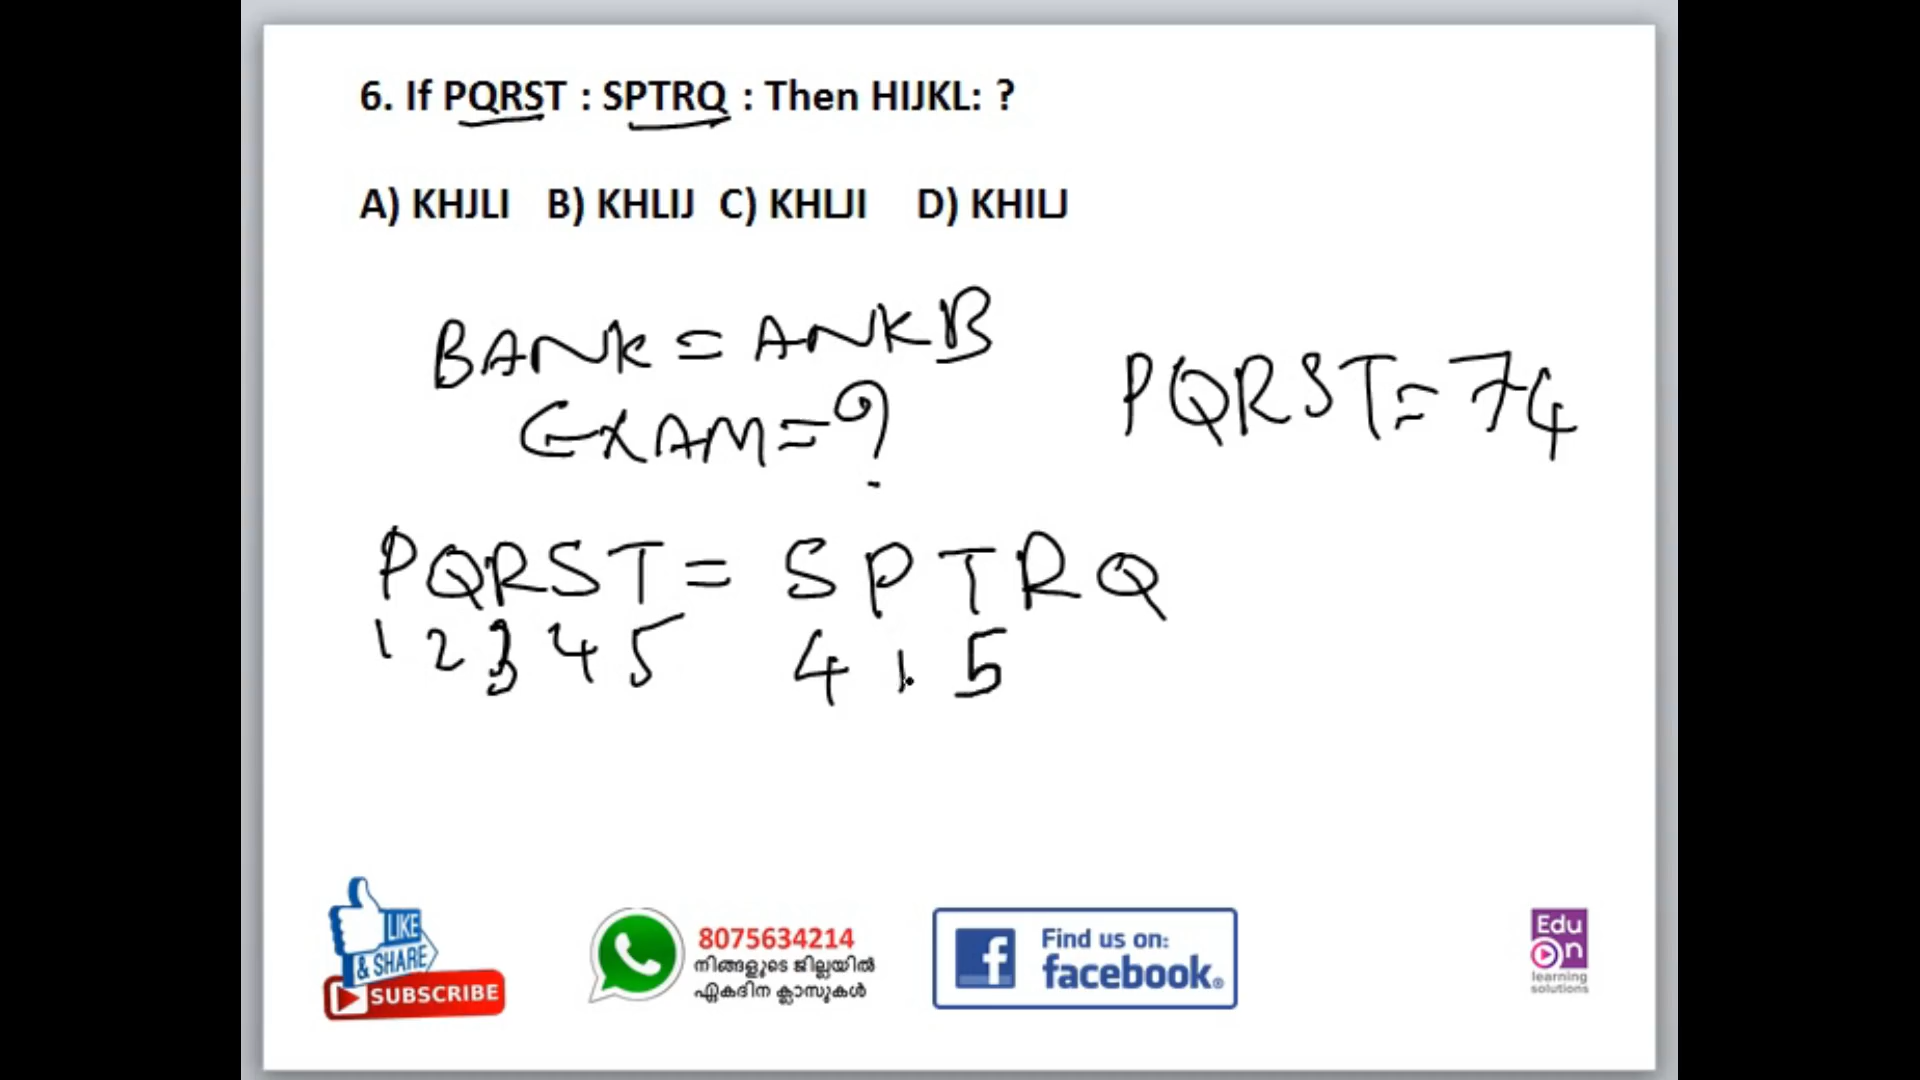 6. If PQRST : SPTRQ : Then HIJKL: ?
A) KHJLI B) KHLIJ C) KHLJI D) KHILJ
BANK = ANKB
EXAM = ?
PQRST = 74
PQRST = SPTRQ
1 2 3 4 5 4 1 5
LIKE
& SHARE
SUBSCRIBE
8075634214
നിങ്ങളുടെ ജില്ലയിൽ
ഏകദിന ക്ലാസുകൾ
Find us on:
facebook®
Edu
On
learning
solutions